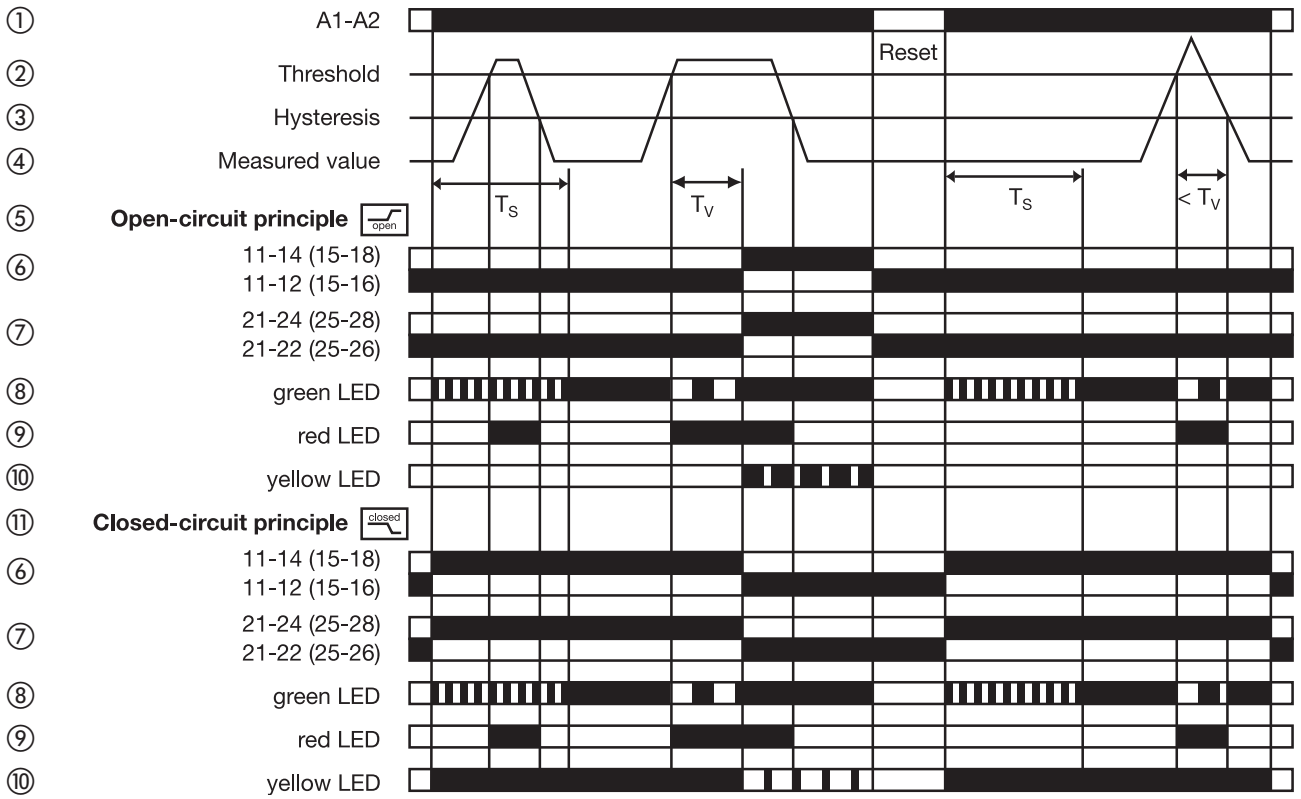 ① A1-A2
Reset
② Threshold
③ Hysteresis
④ Measured value
TS TV TS < TV
⑤ Open-circuit principle open
⑥ 11-14 (15-18)
11-12 (15-16)
⑦ 21-24 (25-28)
21-22 (25-26)
⑧ green LED
⑨ red LED
⑩ yellow LED
⑪ Closed-circuit principle closed
⑥ 11-14 (15-18)
11-12 (15-16)
⑦ 21-24 (25-28)
21-22 (25-26)
⑧ green LED
⑨ red LED
⑩ yellow LED